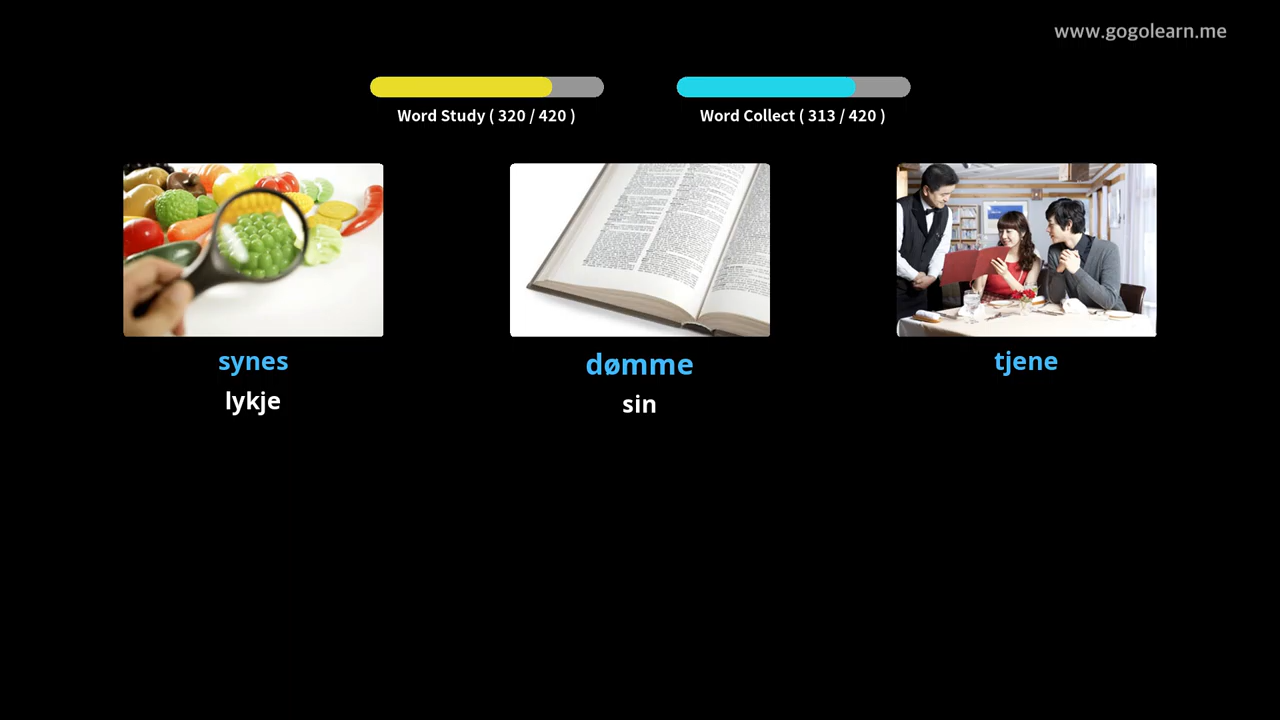 www.gogolearn.me
Word Study ( 320 / 420 )
Word Collect ( 313 / 420 )
synes
dømme
tjene
lykje
sin